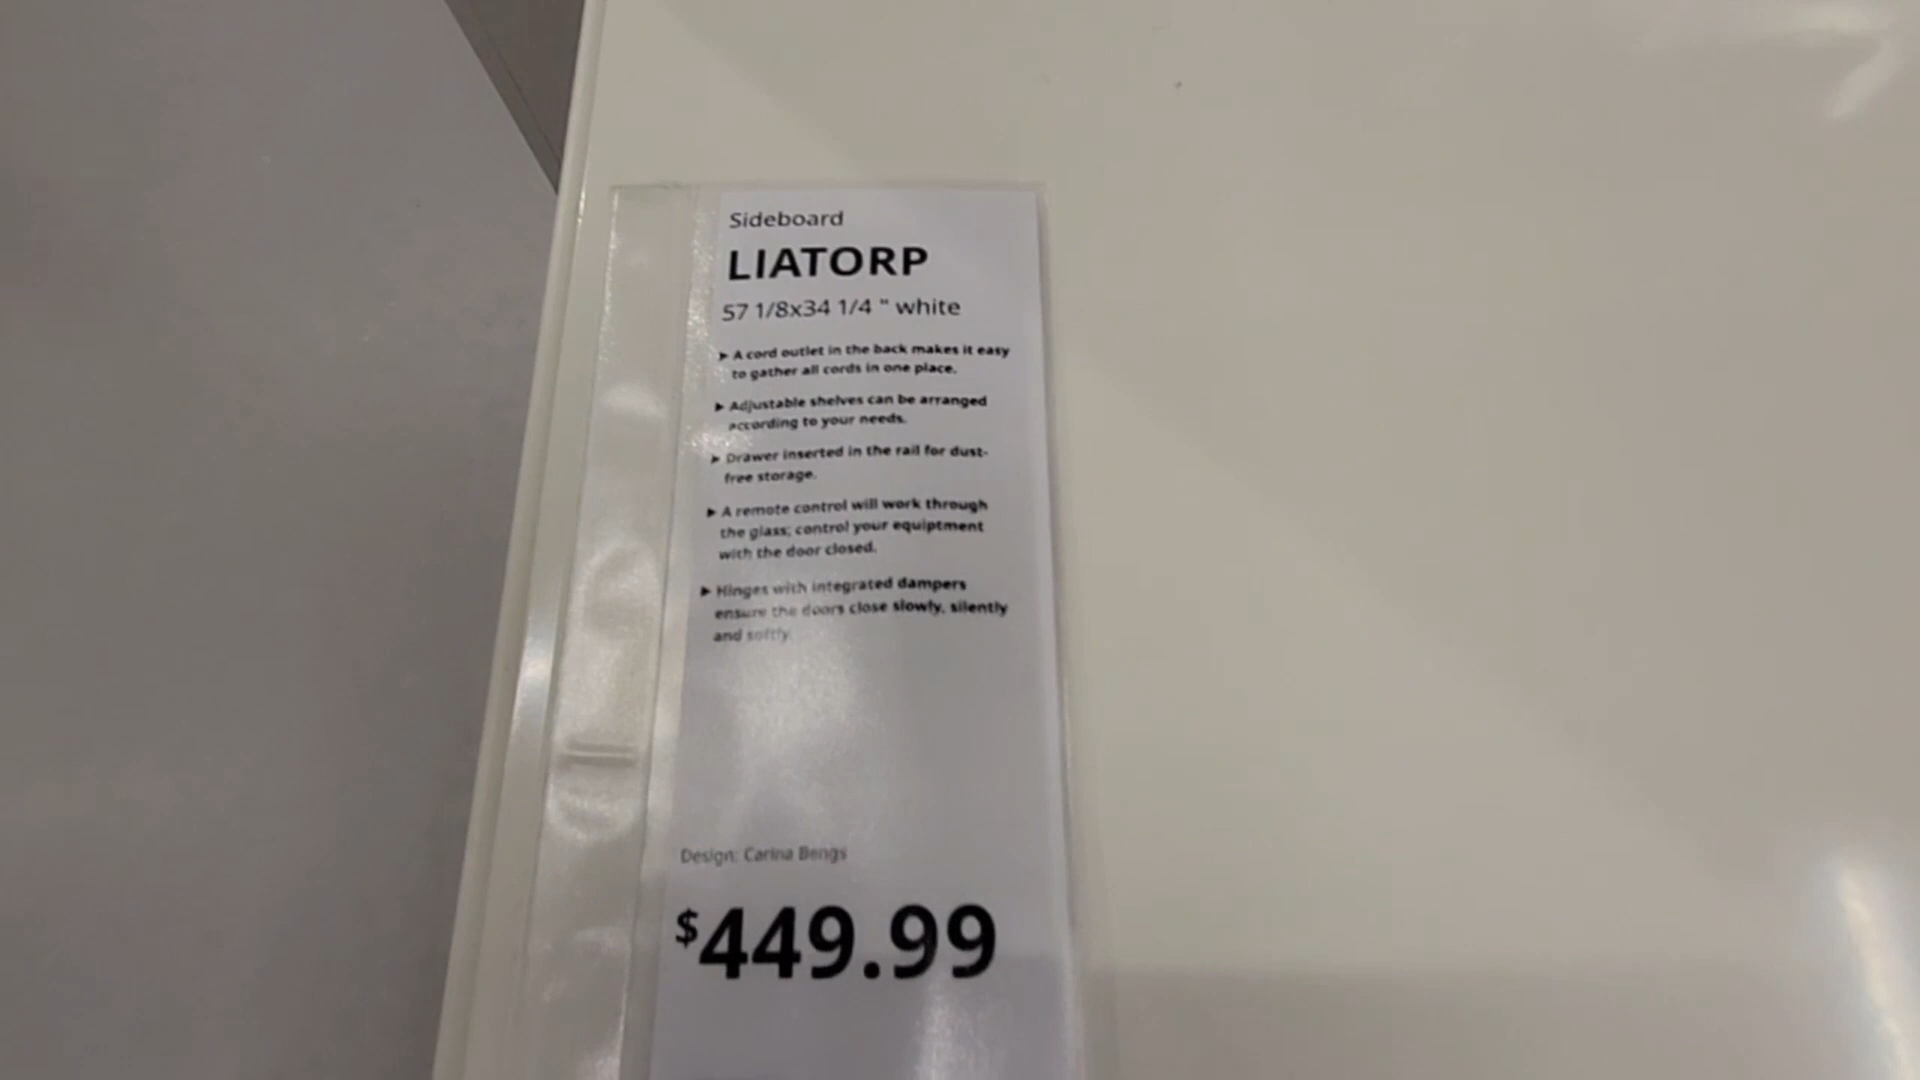 Sideboard
LIATORP
57 1/8x34 1/4 " white
▶ A cord outlet in the back makes it easy
to gather all cords in one place.
▶ Adjustable shelves can be arranged
according to your needs.
▶ Drawer inserted in the rail for dust-
free storage.
▶ A remote control will work through
the glass; control your equiptment
with the door closed.
▶ Hinges with integrated dampers
ensure the doors close slowly, silently
and softly.
Design: Carina Bengs
$449.99